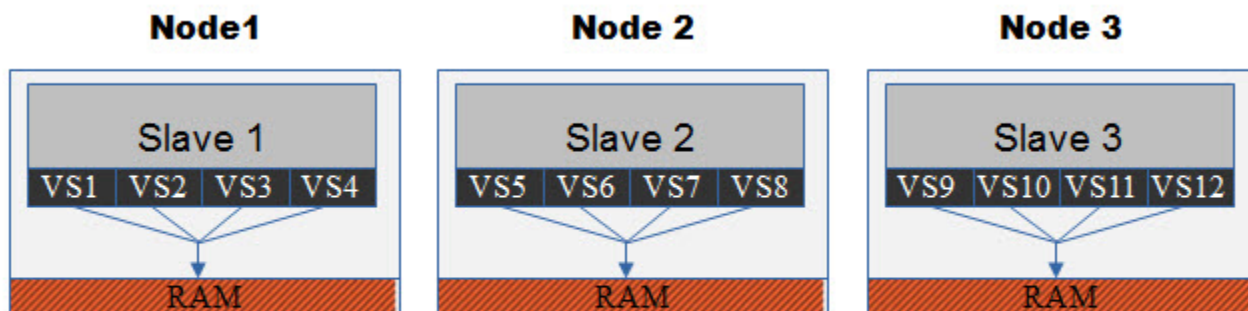 Node1 Node 2 Node 3
Slave 1 Slave 2 Slave 3
VS1 VS2 VS3 VS4 VS5 VS6 VS7 VS8 VS9 VS10 VS11 VS12
RAM RAM RAM